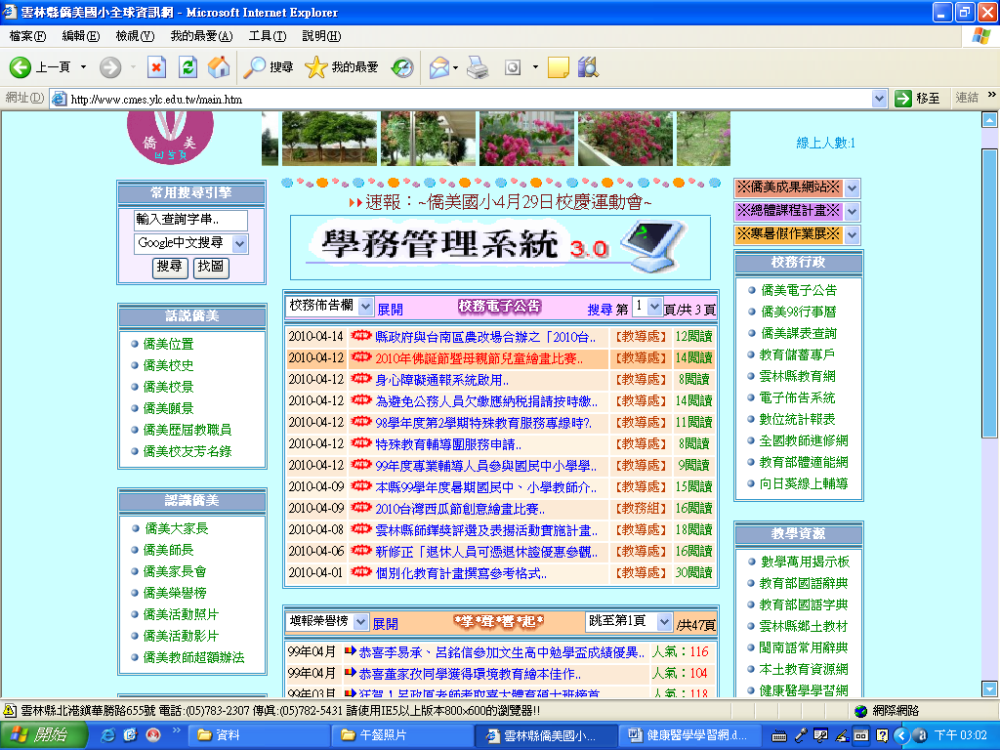 雲林縣僑美國小全球資訊網 - Microsoft Internet Explorer
檔案(F) 編輯(E) 檢視(V) 我的最愛(A) 工具(T) 說明(H)
上一頁 搜尋 我的最愛
網址(D) http://www.cmes.ylc.edu.tw/main.htm 移至 連結 »
僑 美
回首頁
線上人數:1
常用搜尋引擎
輸入查詢字串..
Google中文搜尋
搜尋 找圖
話說僑美
僑美位置
僑美校史
僑美校景
僑美願景
僑美歷屆教職員
僑美校友芳名錄
認識僑美
僑美大家長
僑美師長
僑美家長會
僑美榮譽榜
僑美活動照片
僑美活動影片
僑美教師超額辦法
速報：~僑美國小4月29日校慶運動會~
學務管理系統 3.0
校務佈告欄 展開 校務電子公告 搜尋 第 1 頁/共 3 頁
2010-04-14 縣政府與台南區農改場合辦之「2010台.. 【教導處】 12閱讀
2010-04-12 2010年佛誕節暨母親節兒童繪畫比賽.. 【教導處】 14閱讀
2010-04-12 身心障礙通報系統啟用.. 【教導處】 8閱讀
2010-04-12 為避免公務人員欠繳應納稅捐請按時繳.. 【教導處】 14閱讀
2010-04-12 98學年度第2學期特殊教育服務專線時?. 【教導處】 11閱讀
2010-04-12 特殊教育輔導團服務申請.. 【教導處】 8閱讀
2010-04-12 99年度專業輔導人員參與國民中小學學.. 【教導處】 9閱讀
2010-04-09 本縣99學年度暑期國民中、小學教師介.. 【教導處】 15閱讀
2010-04-09 2010台灣西瓜節創意繪畫比賽.. 【教務組】 16閱讀
2010-04-08 雲林縣師鐸獎評選及表揚活動實施計畫.. 【教導處】 18閱讀
2010-04-06 新修正「退休人員可憑退休證優惠參觀.. 【教導處】 16閱讀
2010-04-01 個別化教育計畫撰寫參考格式.. 【教導處】 30閱讀
填報榮譽榜 展開 *掌*聲*響*起* 跳至第1頁 /共47頁
99年04月 恭喜李易承、呂銘信參加文生高中勉學盃成績優異.. 人氣：116
99年04月 恭喜董家孜同學獲得環境教育繪本佳作.. 人氣：104
99年03月 狂賀！呂政區老師考取嘉大體育碩士班榜首 人氣：118
※僑美成果網站※
※總體課程計畫※
※寒暑假作業展※
校務行政
僑美電子公告
僑美98行事曆
僑美課表查詢
教育儲蓄專戶
雲林縣教育網
電子佈告系統
數位統計報表
全國教師進修網
教育部體適能網
向日葵線上輔導
教學資源
數學萬用揭示板
教育部國語辭典
教育部國語字典
雲林縣鄉土教材
閩南語常用辭典
本土教育資源網
健康醫學學習網
雲林縣北港鎮華勝路655號 電話:(05)783-2307 傳真:(05)782-5431 請使用IE5以上版本800×600的瀏覽器!! 網際網路
開始 » 資料 午餐照片 雲林縣僑美國小... 健康醫學學習網.d... 下午 03:02